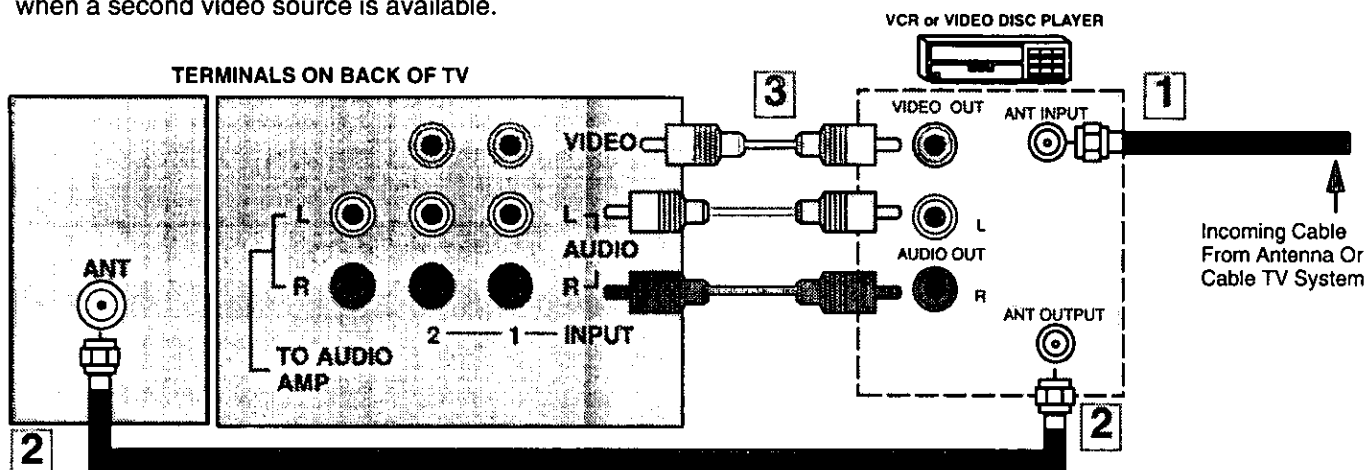 when a second video source is available.
VCR or VIDEO DISC PLAYER
TERMINALS ON BACK OF TV
3
1
VIDEO OUT
ANT INPUT
VIDEO
L
L
L
AUDIO
AUDIO OUT
Incoming Cable
From Antenna Or
Cable TV System
ANT
R
R
R
ANT OUTPUT
2 1 INPUT
TO AUDIO
AMP
2
2